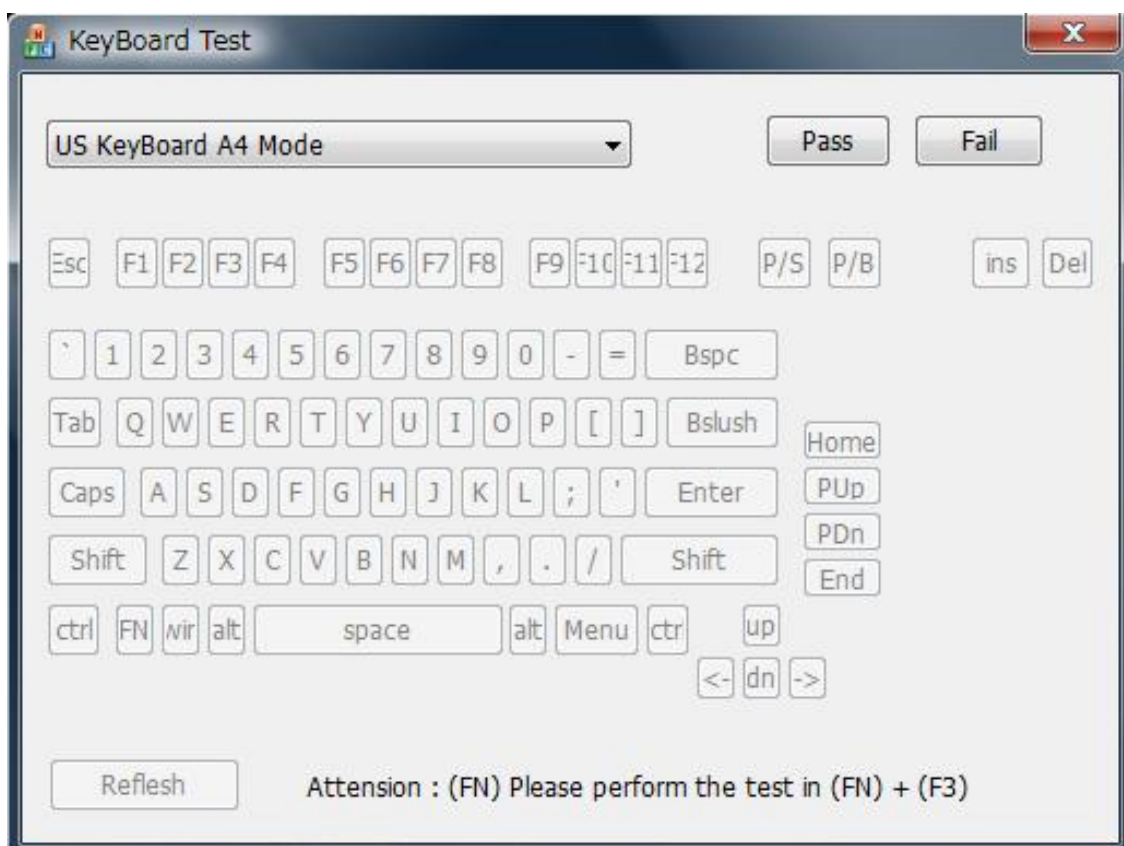 KeyBoard Test
US KeyBoard A4 Mode Pass Fail
Esc F1 F2 F3 F4 F5 F6 F7 F8 F9 F10 F11 F12 P/S P/B ins Del
` 1 2 3 4 5 6 7 8 9 0 - = Bspc
Tab Q W E R T Y U I O P [ ] Bslush
Home
Caps A S D F G H J K L ; ' Enter PUp
PDn
Shift Z X C V B N M , . / Shift
End
ctrl FN win alt space alt Menu ctr up
<- dn ->
Reflesh Attension : (FN) Please perform the test in (FN) + (F3)